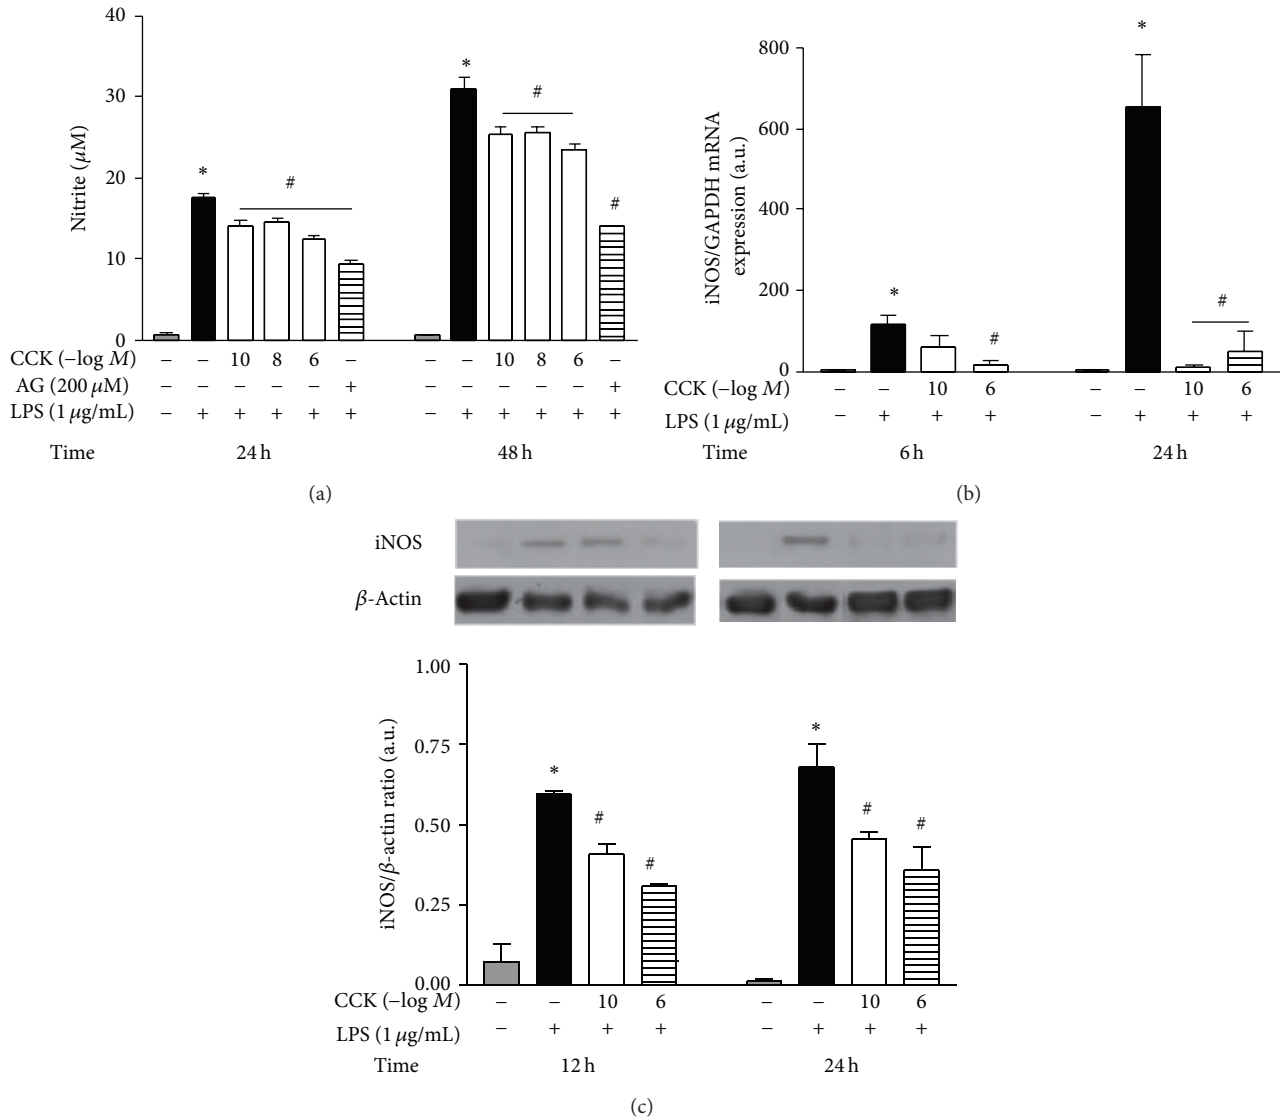 40
30
20
10
0
Nitrite (μM)
*
#
*
#
#
CCK (−log M) − − 10 8 6 − − − 10 8 6 −
AG (200 μM) − − − − − + − − − − − +
LPS (1 μg/mL) − + + + + + − + + + + +
Time 24 h 48 h
(a)
800
600
400
200
0
iNOS/GAPDH mRNA
expression (a.u.)
*
#
*
#
CCK (−log M) 10 6 10 6
LPS (1 μg/mL) − + + + − + + +
Time 6 h 24 h
(b)
iNOS
β-Actin
1.00
0.75
0.50
0.25
0.00
iNOS/β-actin ratio (a.u.)
*
#
#
*
#
#
CCK (−log M) − − 10 6 − − 10 6
LPS (1 μg/mL) − + + + − + + +
Time 12 h 24 h
(c)